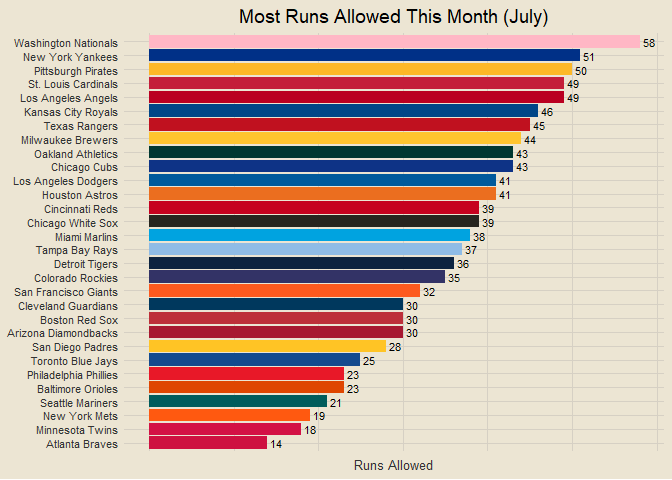 Most Runs Allowed This Month (July)
Washington Nationals 58
New York Yankees 51
Pittsburgh Pirates 50
St. Louis Cardinals 49
Los Angeles Angels 49
Kansas City Royals 46
Texas Rangers 45
Milwaukee Brewers 44
Oakland Athletics 43
Chicago Cubs 43
Los Angeles Dodgers 41
Houston Astros 41
Cincinnati Reds 39
Chicago White Sox 39
Miami Marlins 38
Tampa Bay Rays 37
Detroit Tigers 36
Colorado Rockies 35
San Francisco Giants 32
Cleveland Guardians 30
Boston Red Sox 30
Arizona Diamondbacks 30
San Diego Padres 28
Toronto Blue Jays 25
Philadelphia Phillies 23
Baltimore Orioles 23
Seattle Mariners 21
New York Mets 19
Minnesota Twins 18
Atlanta Braves 14
Runs Allowed